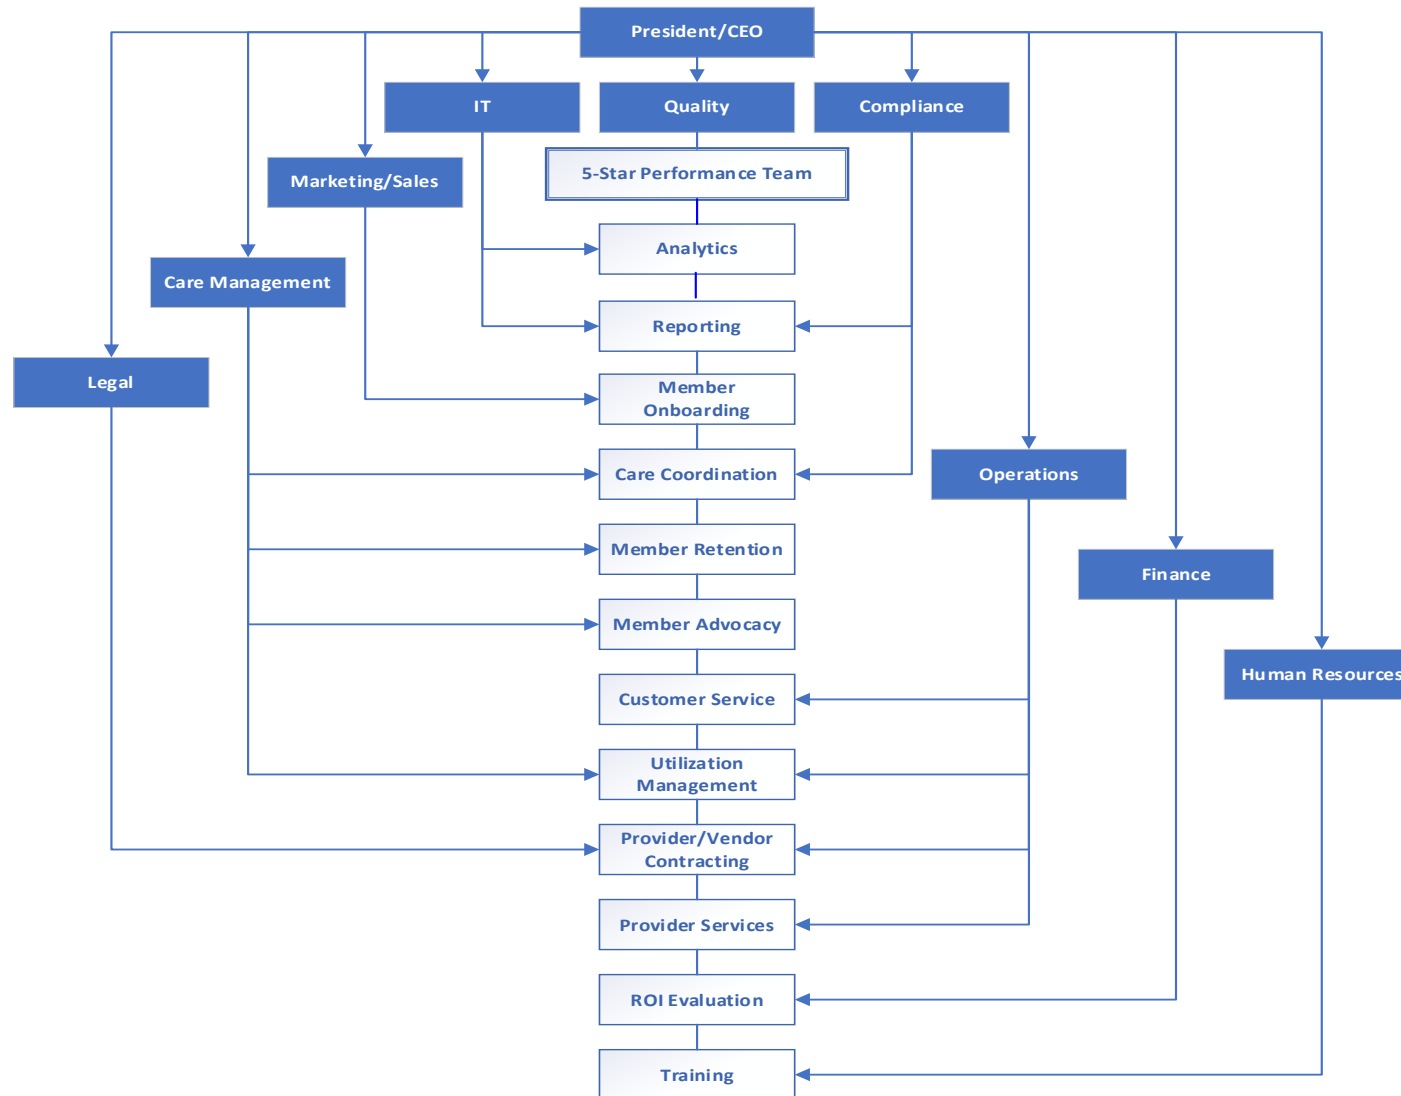 President/CEO
IT
Quality
Compliance
Marketing/Sales
5-Star Performance Team
Analytics
Care Management
Reporting
Legal
Member
Onboarding
Care Coordination
Operations
Member Retention
Finance
Member Advocacy
Human Resources
Customer Service
Utilization
Management
Provider/Vendor
Contracting
Provider Services
ROI Evaluation
Training